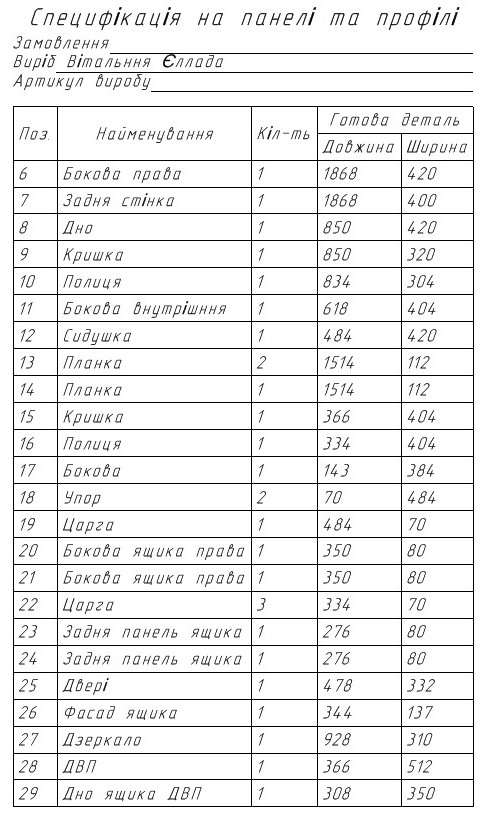 Специфікація на панелі та профілі
Замовлення
Виріб Вітальння Єллада
Артикул виробу
Поз. Найменування Кіл-ть Готова деталь
Довжина Ширина
6 Бокова права 1 1868 420
7 Задня стінка 1 1868 400
8 Дно 1 850 420
9 Кришка 1 850 320
10 Полиця 1 834 304
11 Бокова внутрішння 1 618 404
12 Сидушка 1 484 420
13 Планка 2 1514 112
14 Планка 1 1514 112
15 Кришка 1 366 404
16 Полиця 1 334 404
17 Бокова 1 143 384
18 Упор 2 70 484
19 Царга 1 484 70
20 Бокова ящика права 1 350 80
21 Бокова ящика права 1 350 80
22 Царга 3 334 70
23 Задня панель ящика 1 276 80
24 Задня панель ящика 1 276 80
25 Двері 1 478 332
26 Фасад ящика 1 344 137
27 Дзеркало 1 928 310
28 ДВП 1 366 512
29 Дно ящика ДВП 1 308 350